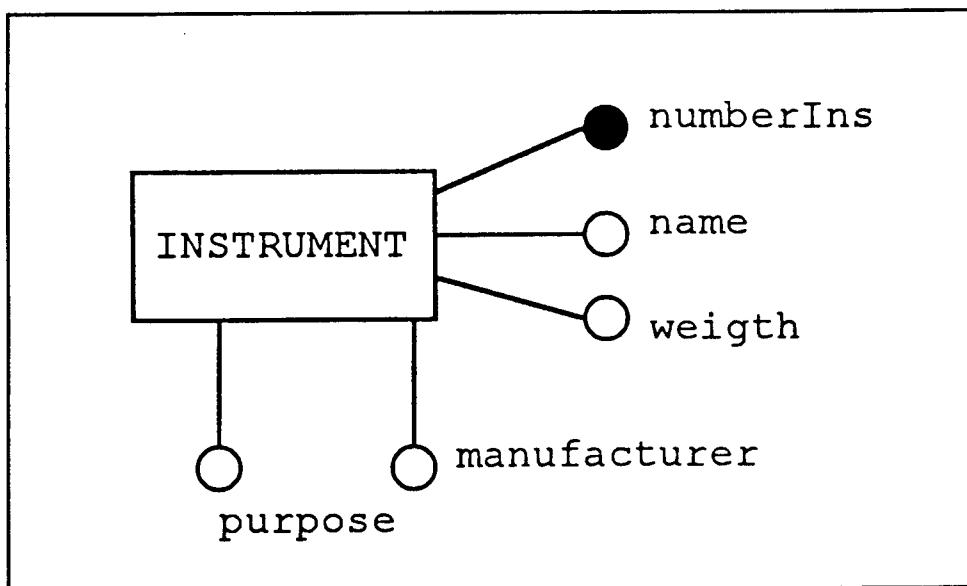 numberIns
name
INSTRUMENT
weigth
manufacturer
purpose